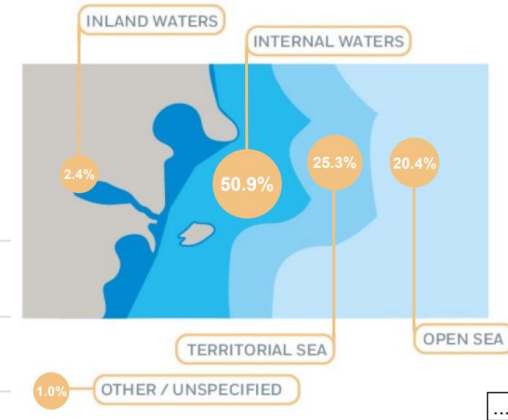 INLAND WATERS
INTERNAL WATERS
2.4%
50.9%
25.3%
20.4%
TERRITORIAL SEA
OPEN SEA
1.0%
OTHER / UNSPECIFIED
...